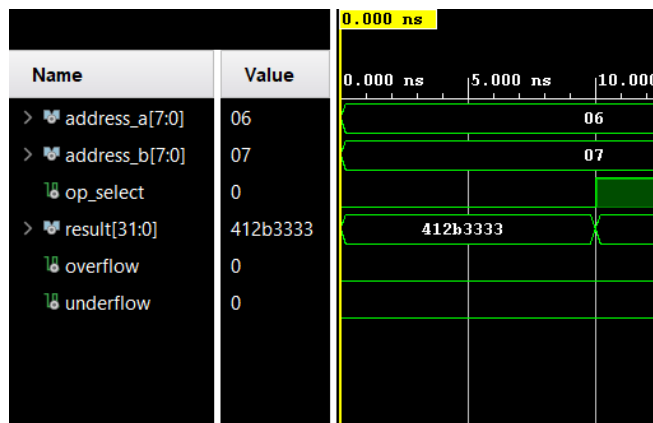 0.000 ns
Name Value 0.000 ns 5.000 ns 10.000
address_a[7:0] 06 06
address_b[7:0] 07 07
op_select 0
result[31:0] 412b3333 412b3333
overflow 0
underflow 0